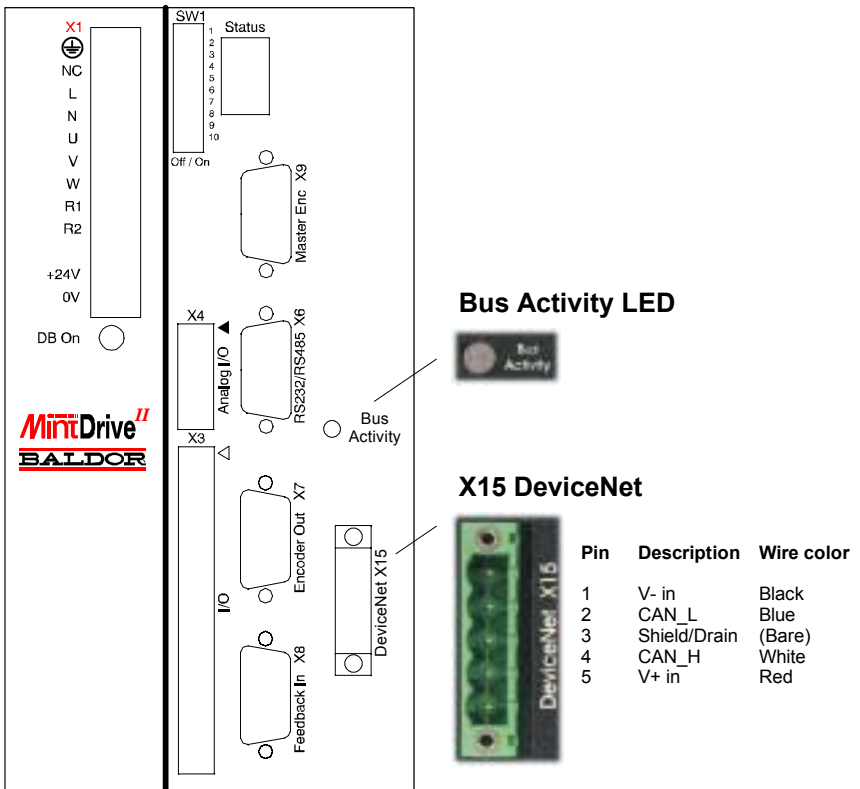 X1
NC
L
N
U
V
W
R1
R2
+24V
0V
DB On
MintDrive II
BALDOR
SW1
1
2
3
4
5
6
7
8
9
10
Off / On
Status
Master Enc X9
X4
Analog I/O
RS232/RS485 X6
Bus
Activity
X3
I/O
Encoder Out X7
Feedback In X8
DeviceNet X15
Bus Activity LED
Bus
Activity
X15 DeviceNet
DeviceNet X15
Pin Description Wire color
1 V- in Black
2 CAN_L Blue
3 Shield/Drain (Bare)
4 CAN_H White
5 V+ in Red